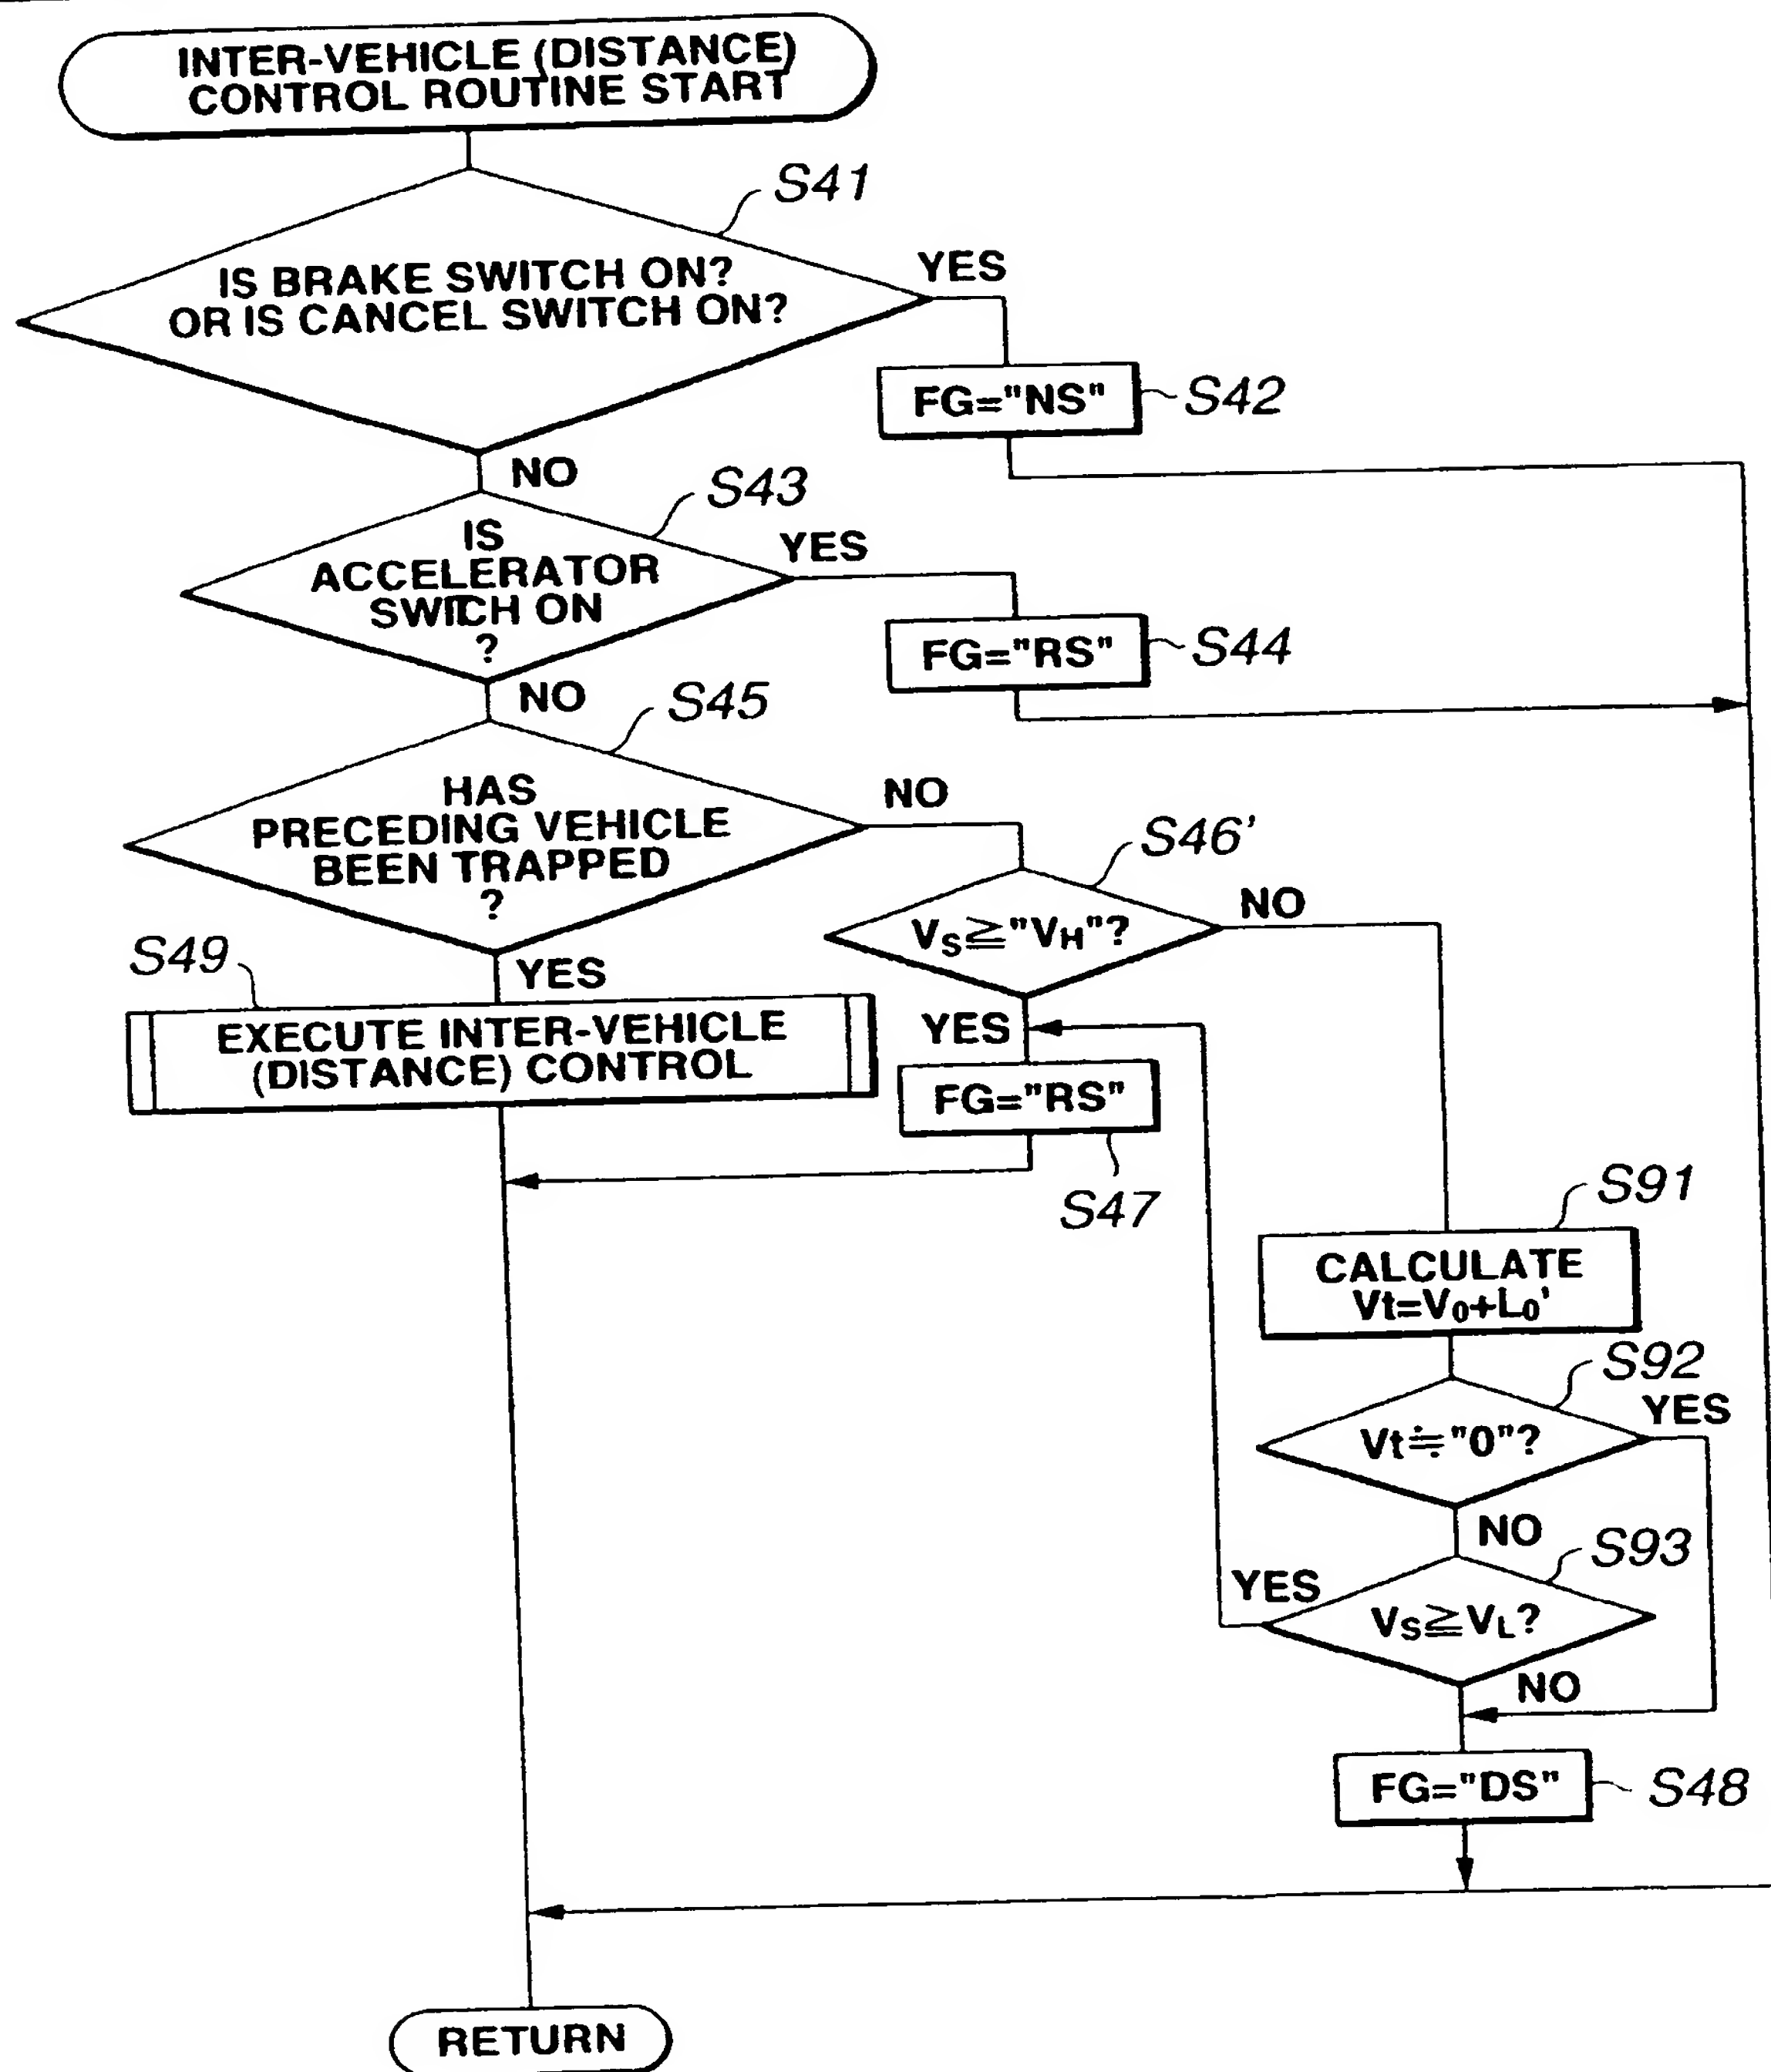 INTER-VEHICLE (DISTANCE)
CONTROL ROUTINE START
S41
IS BRAKE SWITCH ON?
OR IS CANCEL SWITCH ON?
YES
FG="NS"
S42
NO
S43
IS
ACCELERATOR
SWITCH ON
?
YES
FG="RS"
S44
NO
S45
HAS
PRECEDING VEHICLE
BEEN TRAPPED
?
NO
S46'
VS≧"VH"?
NO
S49
YES
EXECUTE INTER-VEHICLE
(DISTANCE) CONTROL
YES
FG="RS"
S47
S91
CALCULATE
Vt=V0+L0'
S92
Vt≒"0"?
YES
NO
S93
YES
VS≧VL?
NO
FG="DS"
S48
RETURN